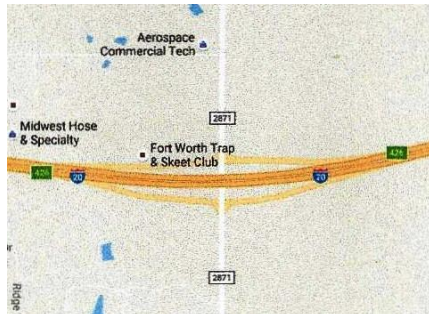 Aerospace
Commercial Tech
2871
Midwest Hose
& Specialty
Fort Worth Trap
& Skeet Club
426
426
20
20
2871
Ridge